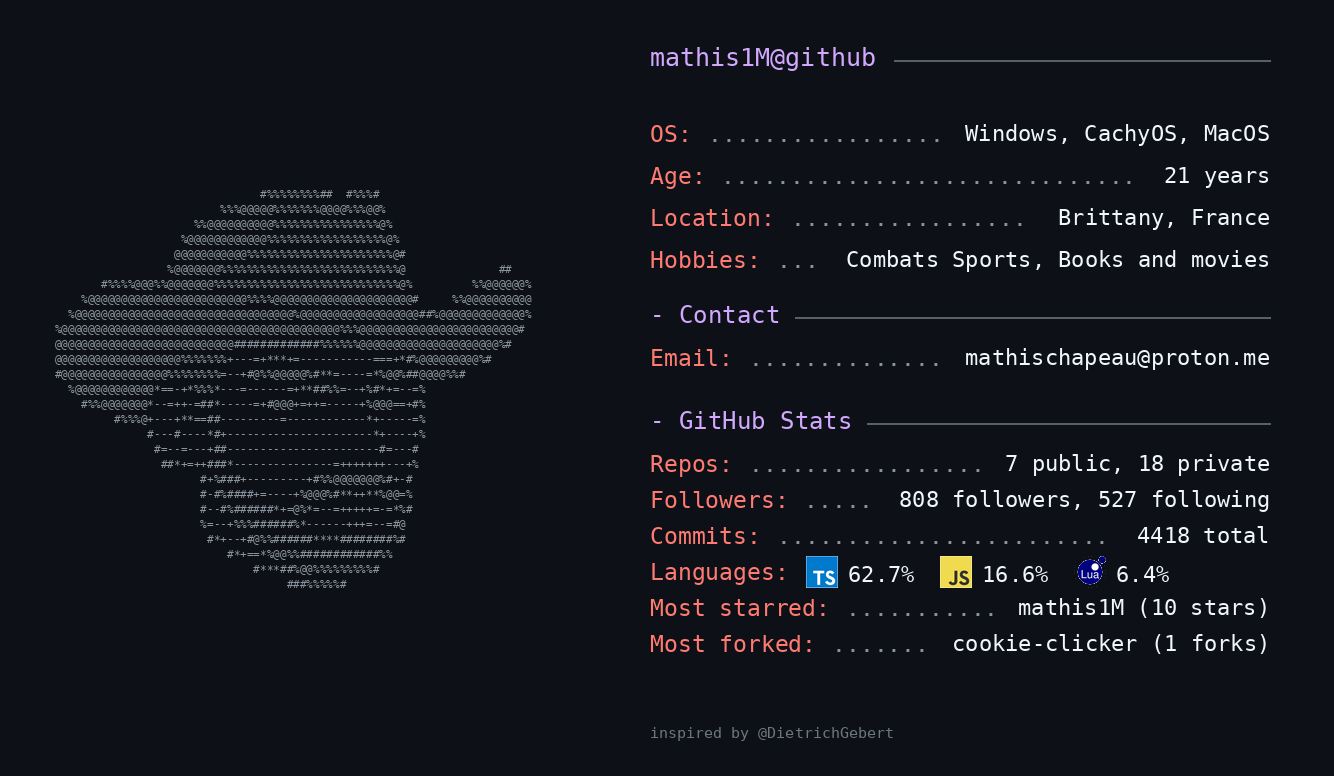 mathis1M@github
OS: ................. Windows, CachyOS, MacOS
Age: .............................. 21 years
Location: ................. Brittany, France
Hobbies: ... Combats Sports, Books and movies
- Contact
Email: .............. mathischapeau@proton.me
- GitHub Stats
Repos: ................. 7 public, 18 private
Followers: ..... 808 followers, 527 following
Commits: ........................ 4418 total
Languages: TS 62.7% JS 16.6% Lua 6.4%
Most starred: ........... mathis1M (10 stars)
Most forked: ....... cookie-clicker (1 forks)
inspired by @DietrichGebert